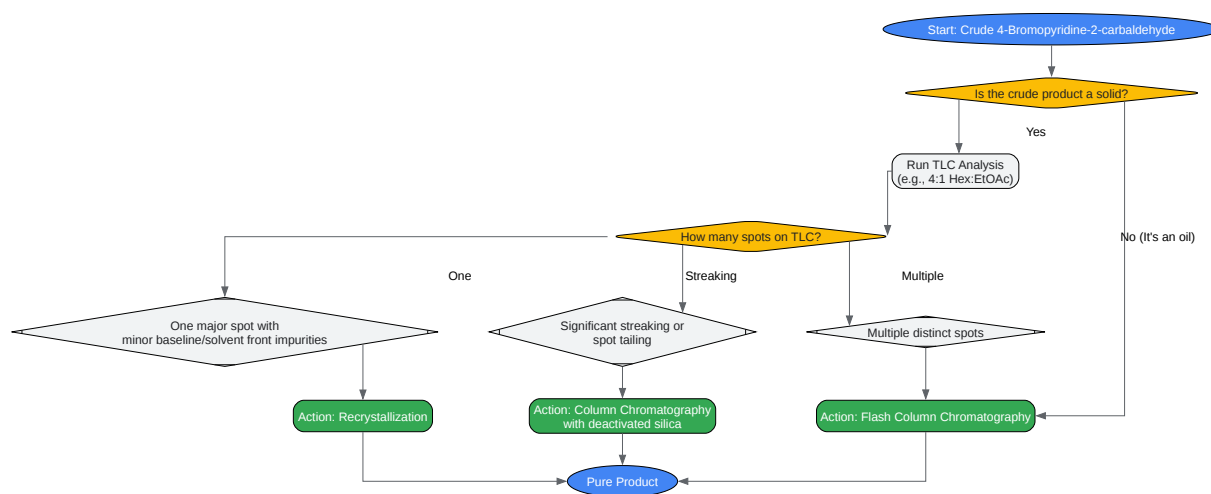 Start: Crude 4-Bromopyridine-2-carbaldehyde
Is the crude product a solid?
Yes
Run TLC Analysis
(e.g., 4:1 Hex:EtOAc)
No (It's an oil)
How many spots on TLC?
One
Streaking
Multiple
One major spot with
minor baseline/solvent front impurities
Significant streaking or
spot tailing
Multiple distinct spots
Action: Recrystallization
Action: Column Chromatography
with deactivated silica
Action: Flash Column Chromatography
Pure Product